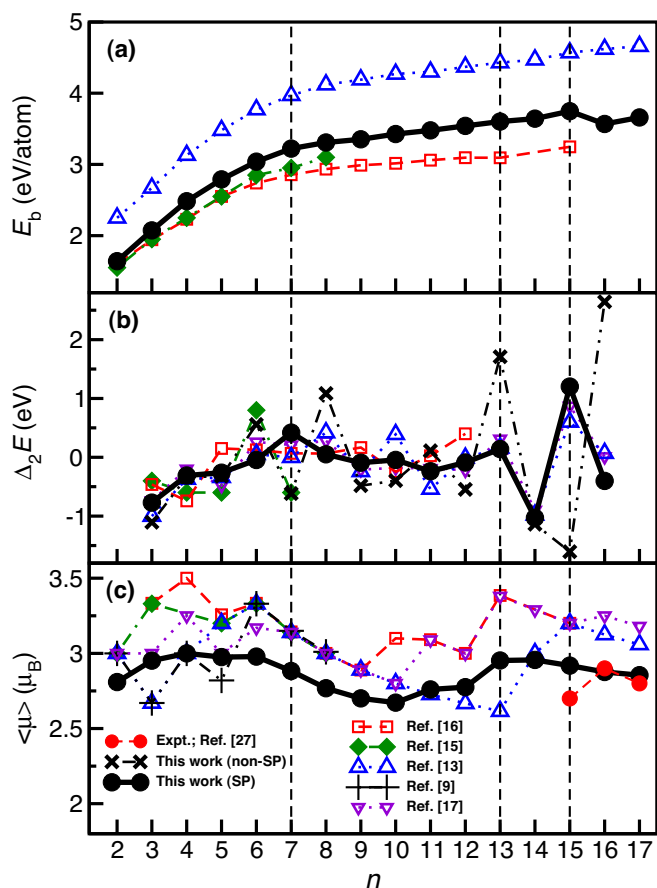 (a)
E_b (eV/atom)
5
4
3
2
(b)
Δ₂E (eV)
2
1
0
-1
(c)
<μ> (μ_B)
3.5
3
2.5
2
Expt.; Ref. [27]
This work (non-SP)
This work (SP)
Ref. [16]
Ref. [15]
Ref. [13]
Ref. [9]
Ref. [17]
2 3 4 5 6 7 8 9 10 11 12 13 14 15 16 17
n